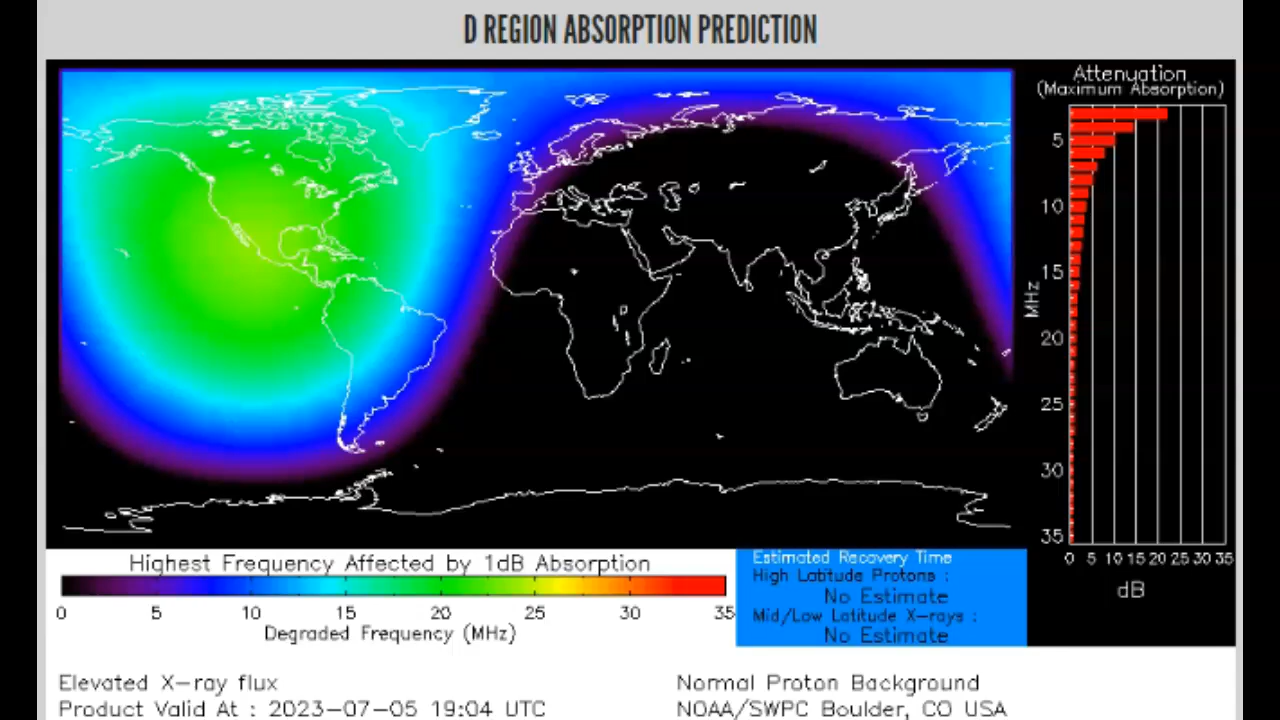 D REGION ABSORPTION PREDICTION
Attenuation
(Maximum Absorption)
5
10
15
20
25
30
35
MHz
0 5 10 15 20 25 30 35
dB
Highest Frequency Affected by 1dB Absorption
0 5 10 15 20 25 30 35
Degraded Frequency (MHz)
Estimated Recovery Time
High Latitude Protons :
No Estimate
Mid/Low Latitude X-rays :
No Estimate
Elevated X-ray flux
Product Valid At : 2023-07-05 19:04 UTC
Normal Proton Background
NOAA/SWPC Boulder, CO USA